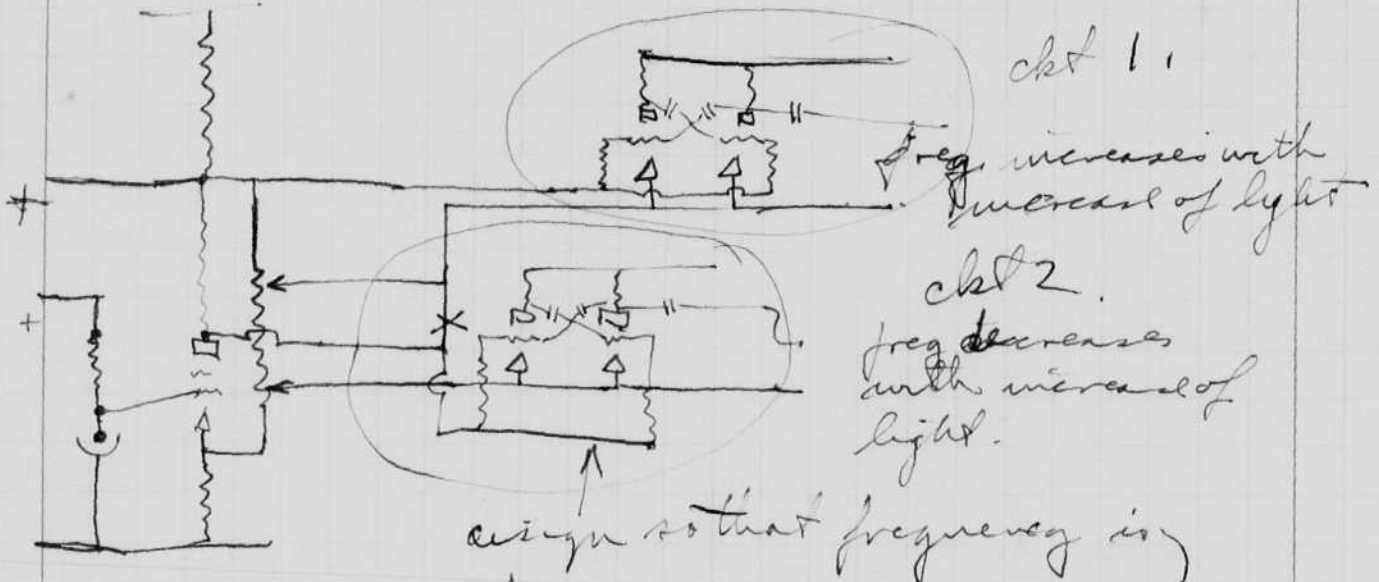 ckt 1.
freq. increases with
increase of light
ckt 2.
freq decreases
with increase of
light.
design so that frequency is
+
+